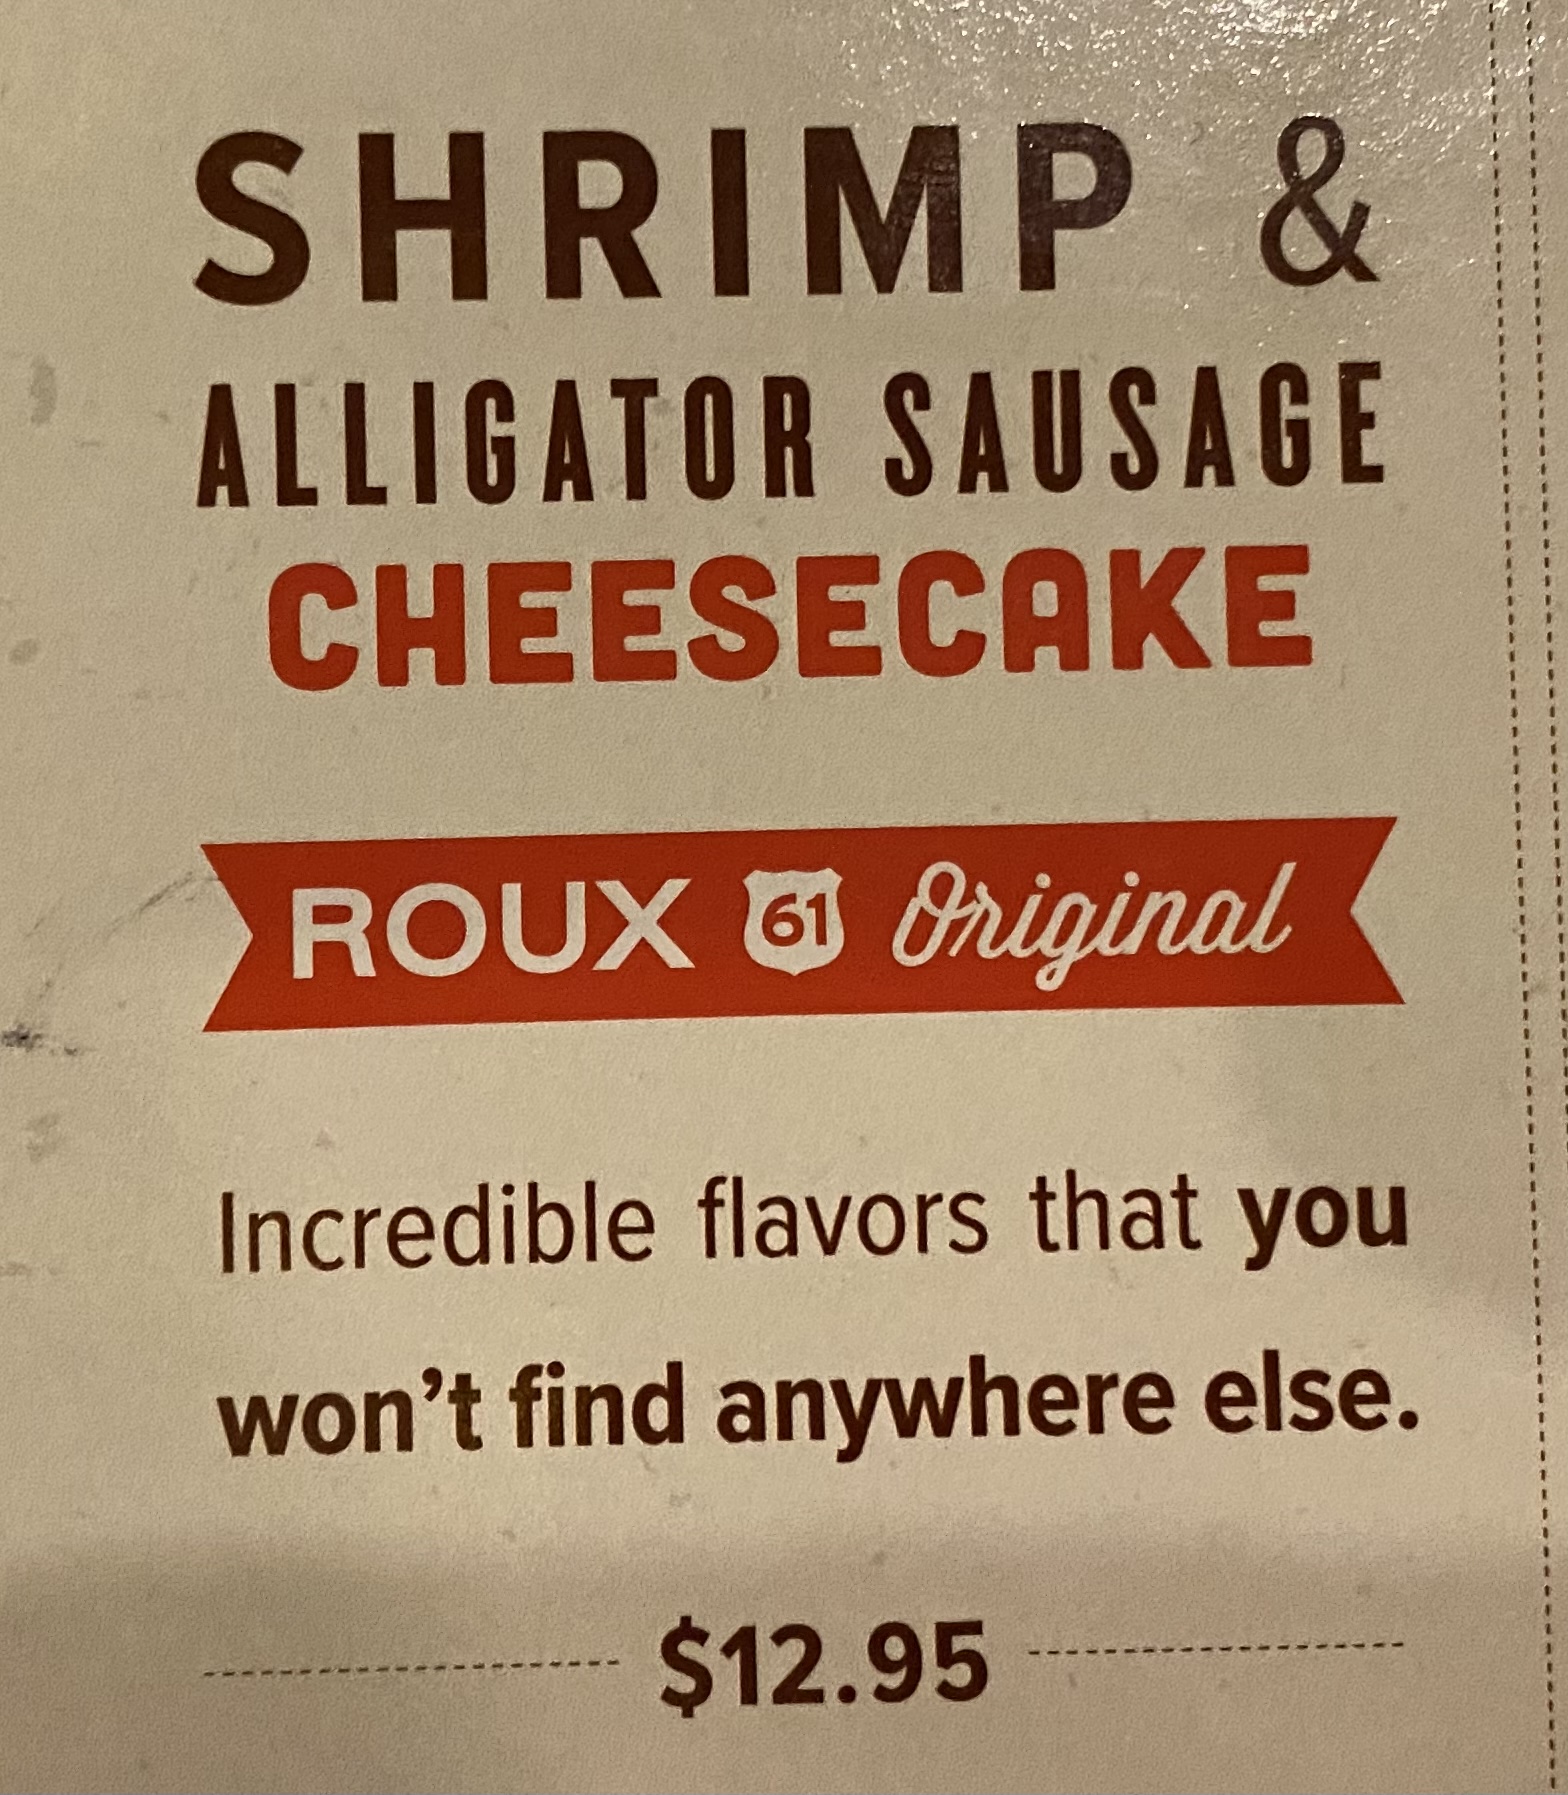 SHRIMP &
ALLIGATOR SAUSAGE
CHEESECAKE
ROUX 61 Original
Incredible flavors that you
won't find anywhere else.
$12.95